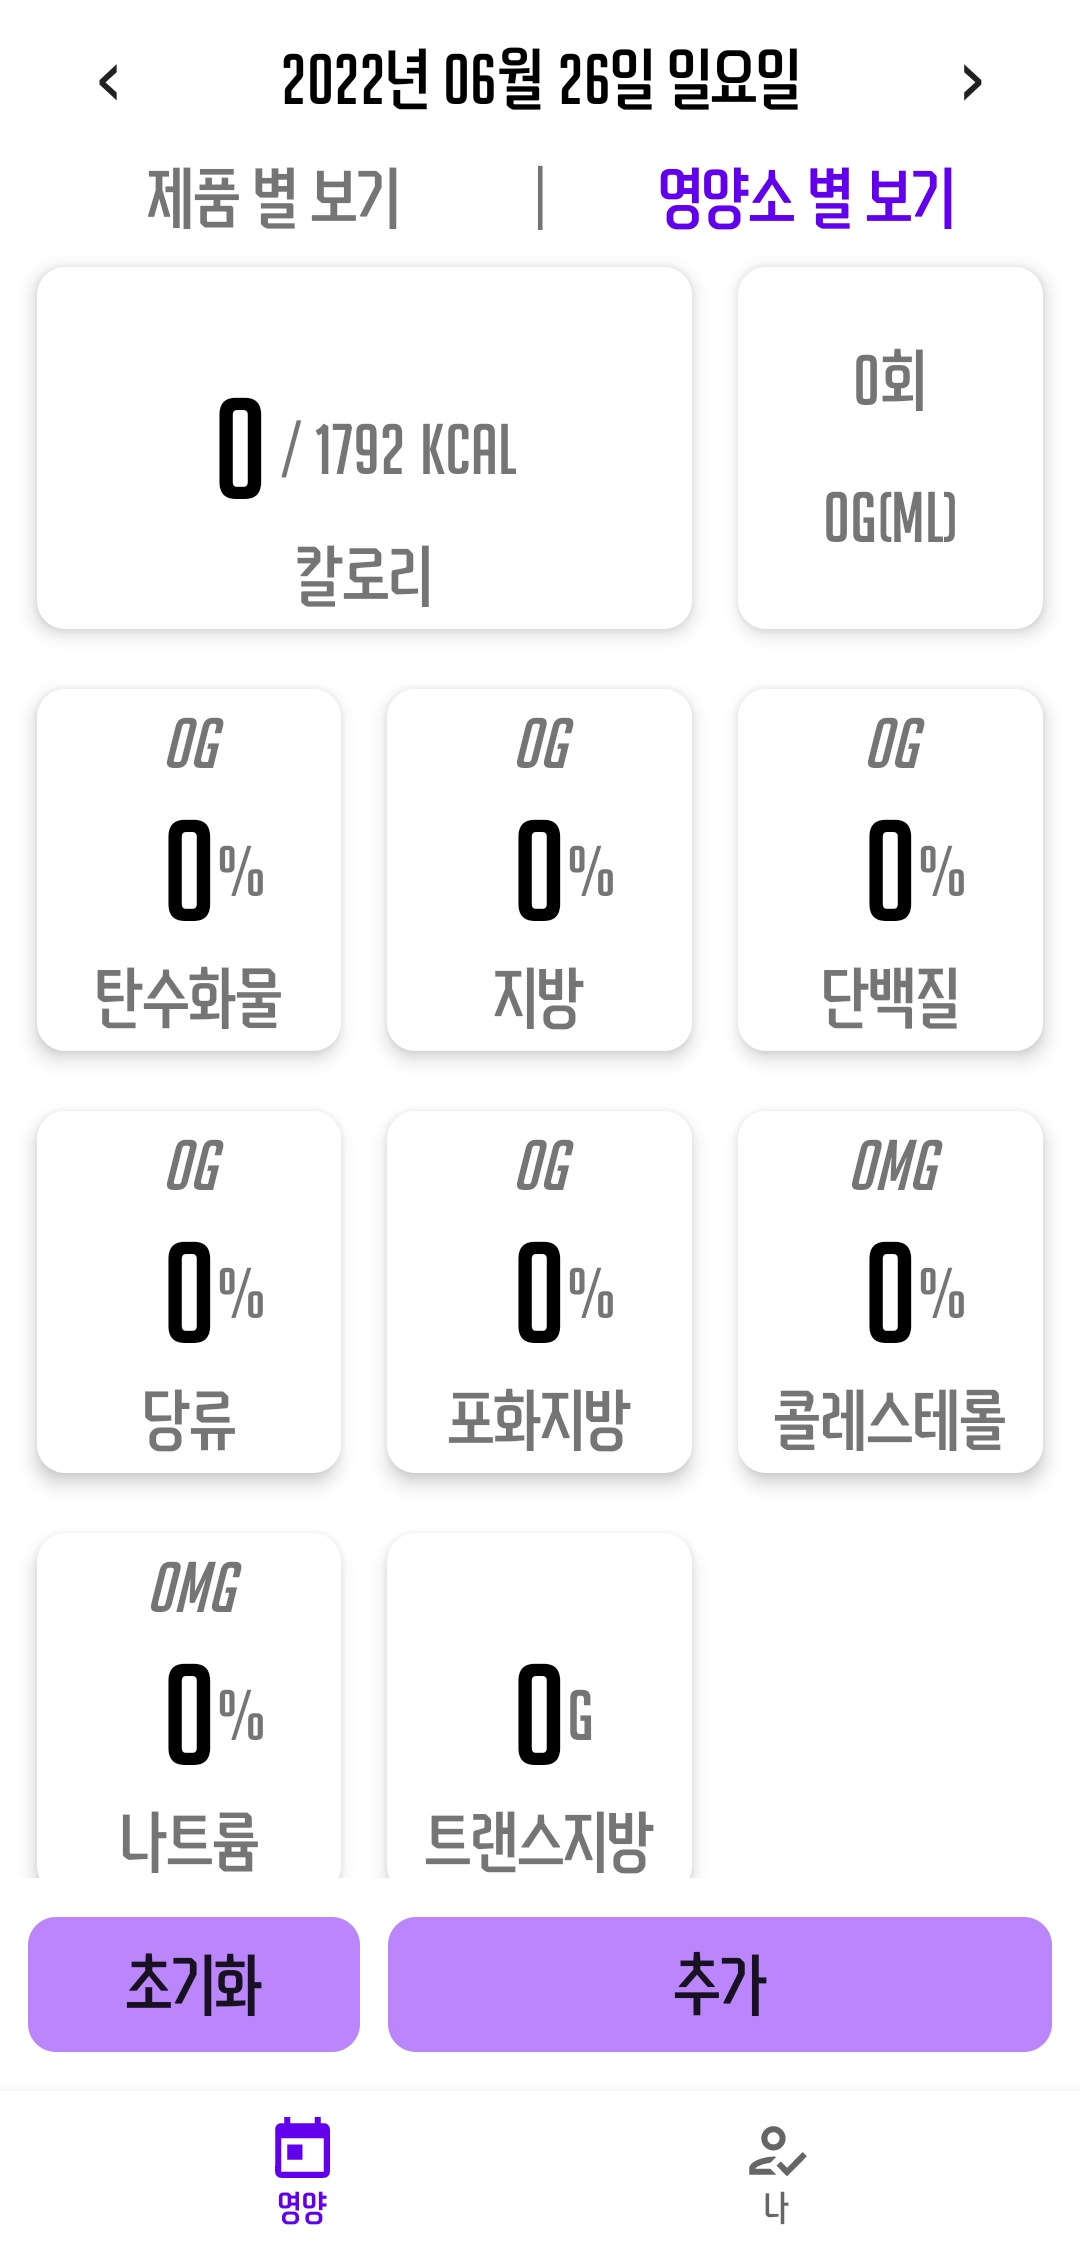 ‹ 2022년 06월 26일 일요일 ›
제품 별 보기 | 영양소 별 보기
0 / 1792 KCAL
칼로리
0회
0G(ML)
0G
0%
탄수화물
0G
0%
지방
0G
0%
단백질
0G
0%
당류
0G
0%
포화지방
0MG
0%
콜레스테롤
0MG
0%
나트륨
0G
트랜스지방
초기화
추가
영양
나